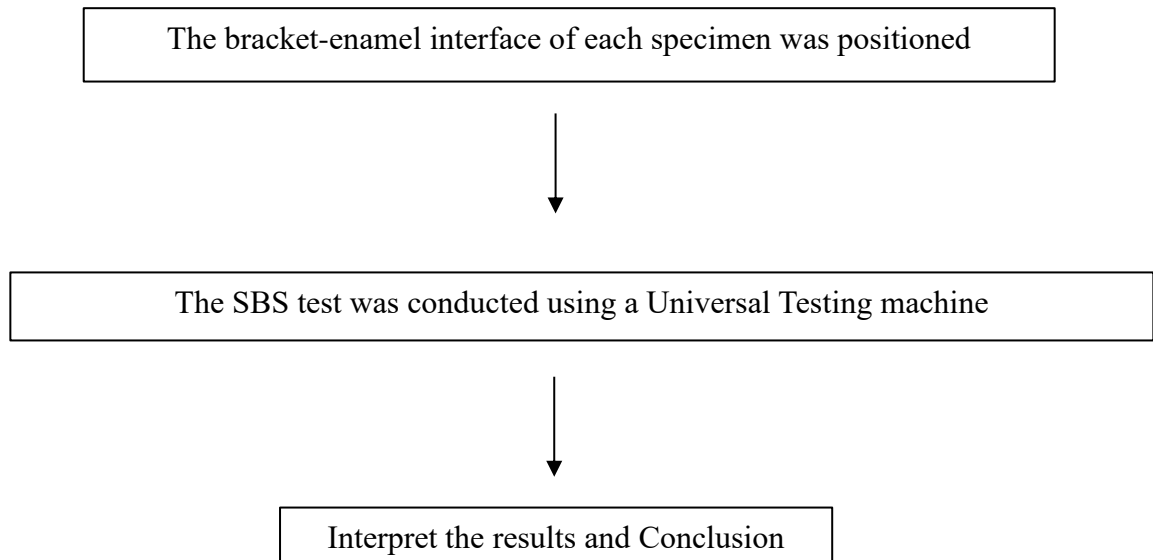 The bracket-enamel interface of each specimen was positioned
The SBS test was conducted using a Universal Testing machine
Interpret the results and Conclusion